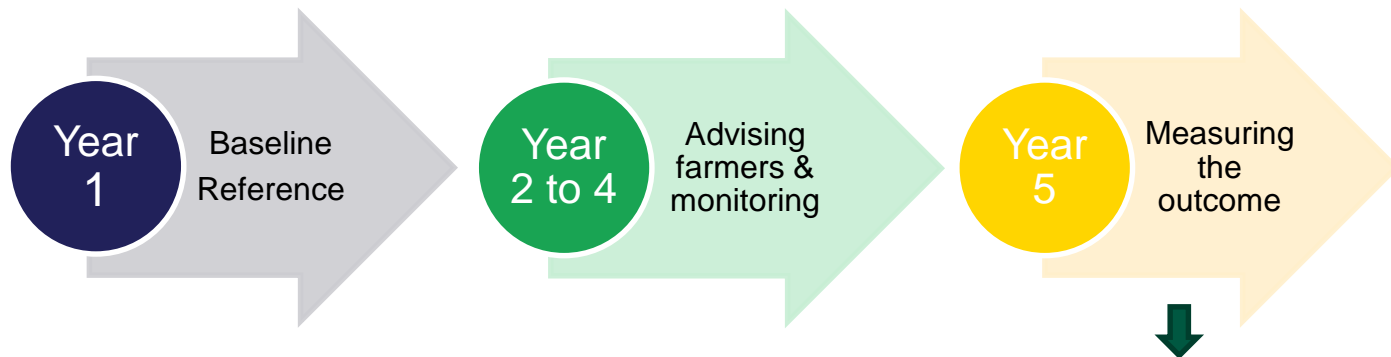 Year
1
Baseline
Reference
Year
2 to 4
Advising
farmers &
monitoring
Year
5
Measuring
the
outcome